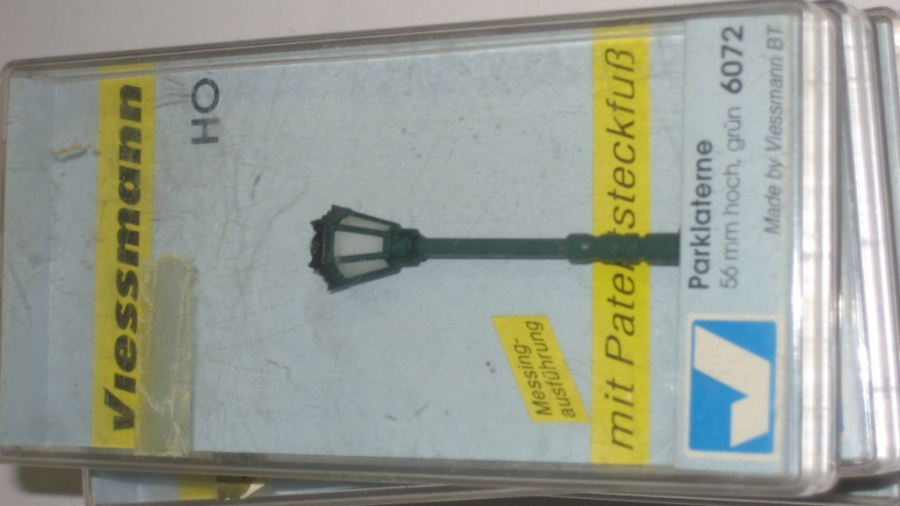 Viessmann
HO
Messing-
ausführung
mit Patentsteckfuß
Parklaterne
56 mm hoch, grün 6072
Made by Viessmann BT